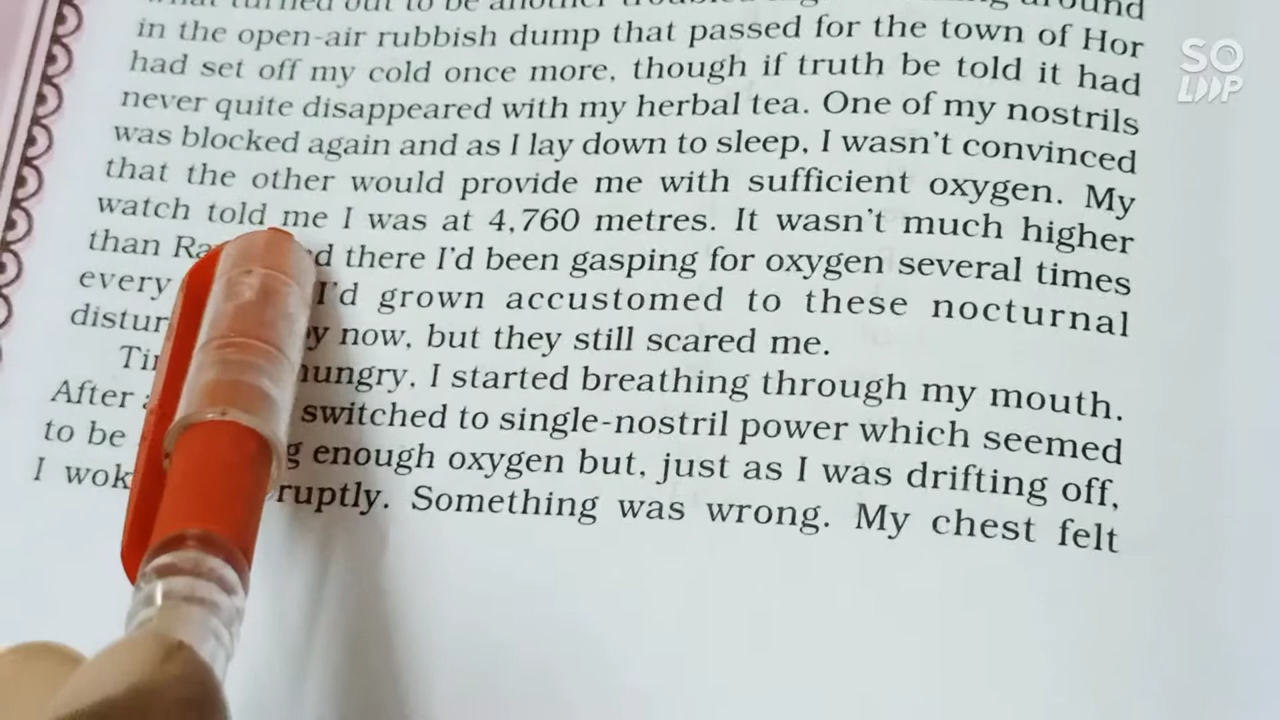 in the open-air rubbish dump that passed for the town of Hor
had set off my cold once more, though if truth be told it had
never quite disappeared with my herbal tea. One of my nostrils
was blocked again and as I lay down to sleep, I wasn't convinced
that the other would provide me with sufficient oxygen. My
watch told me I was at 4,760 metres. It wasn't much higher
than there I'd been gasping for oxygen several times
every I'd grown accustomed to these nocturnal
now, but they still scared me.
hungry, I started breathing through my mouth.
After switched to single-nostril power which seemed
to be enough oxygen but, just as I was drifting off,
I Something was wrong. My chest felt
SO
LOOP